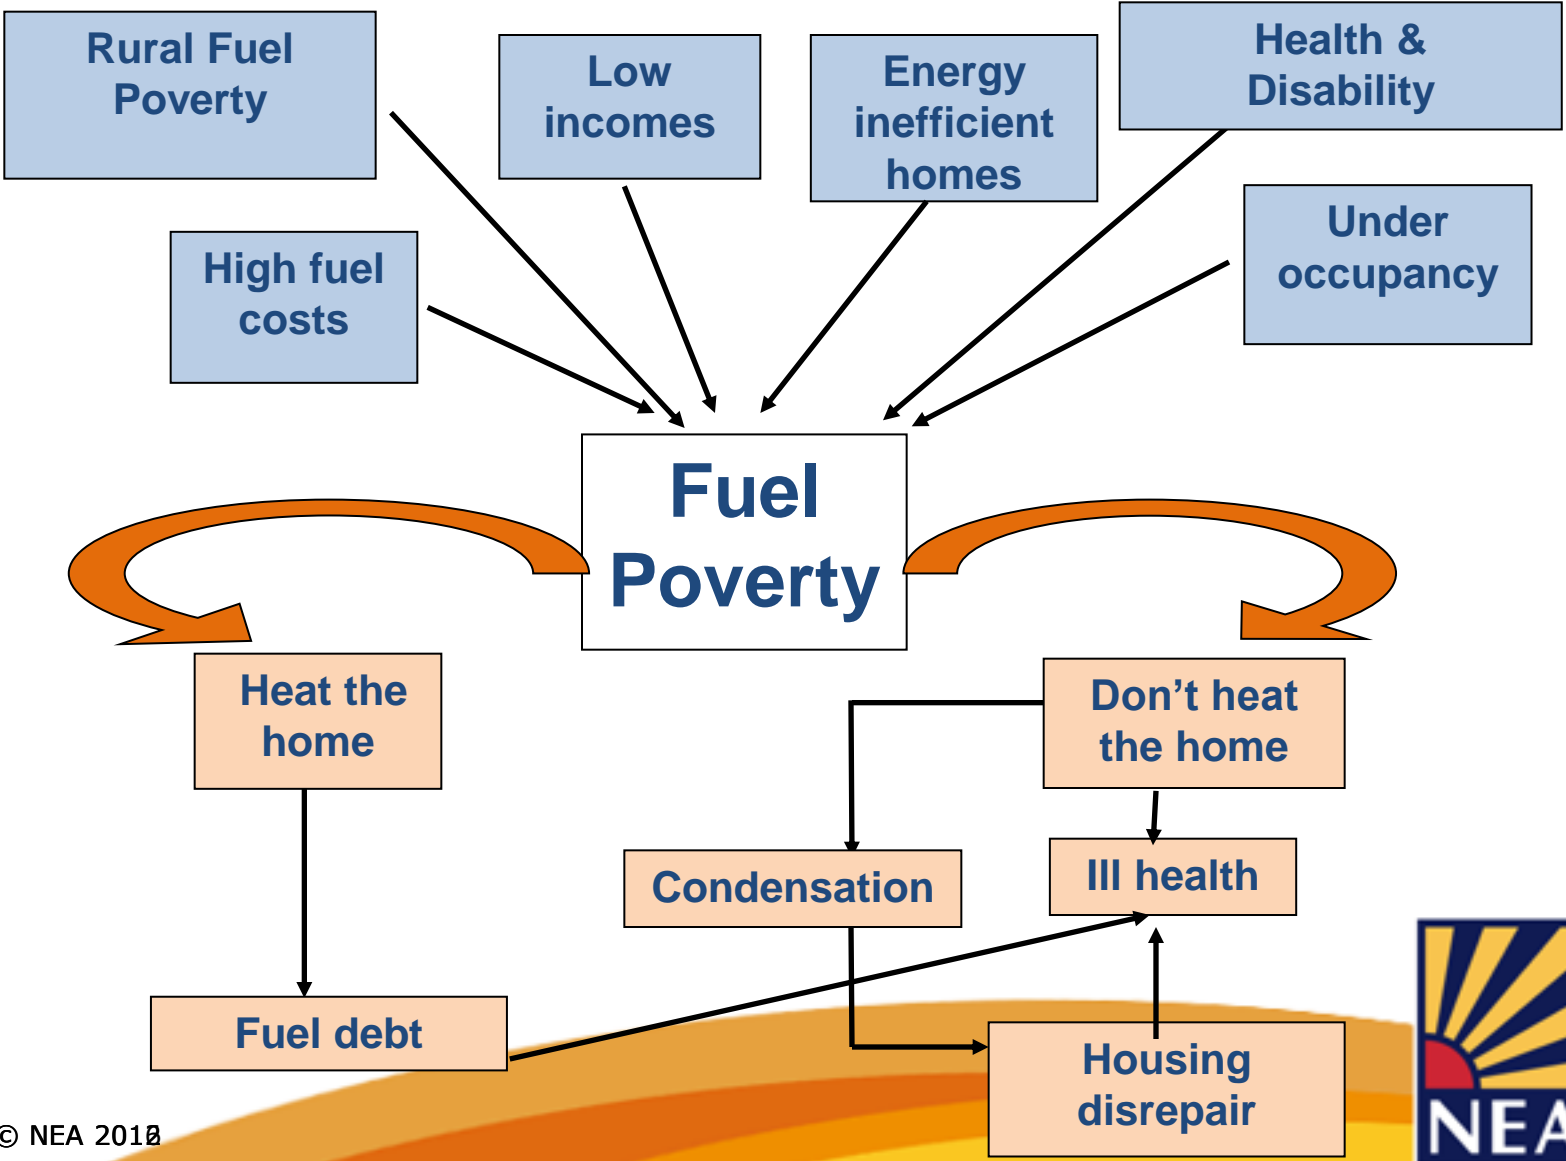 Rural Fuel
Poverty
Low
incomes
Energy
inefficient
homes
Health &
Disability
High fuel
costs
Under
occupancy
Fuel
Poverty
Heat the
home
Don't heat
the home
Condensation
Ill health
Fuel debt
Housing
disrepair
© NEA
NEA